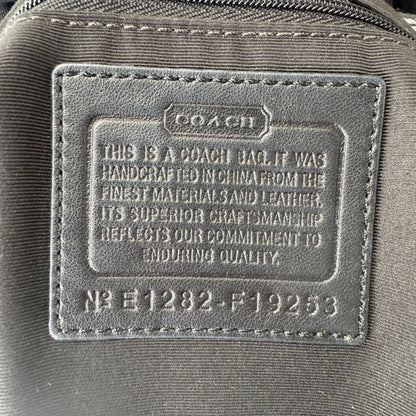 COACH
THIS IS A COACH BAG. IT WAS
HANDCRAFTED IN CHINA FROM THE
FINEST MATERIALS AND LEATHER.
ITS SUPERIOR CRAFTSMANSHIP
REFLECTS OUR COMMITMENT TO
ENDURING QUALITY.
Nº E1282-F19253